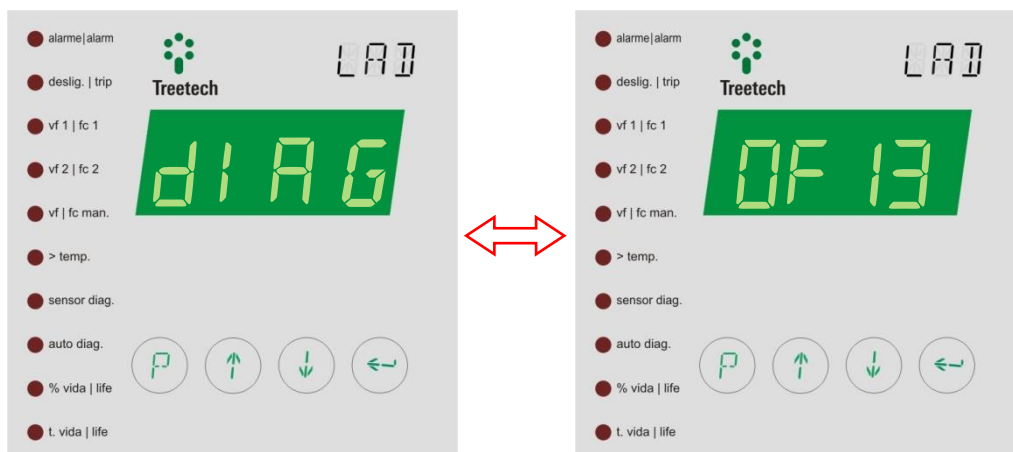 alarme|alarm
LAD
deslig. | trip
Treetech
vf 1 | fc 1
dIAG
vf 2 | fc 2
vf | fc man.
> temp.
sensor diag.
auto diag.
P
% vida | life
t. vida | life
alarme|alarm
LAD
deslig. | trip
Treetech
vf 1 | fc 1
0F13
vf 2 | fc 2
vf | fc man.
> temp.
sensor diag.
auto diag.
P
% vida | life
t. vida | life